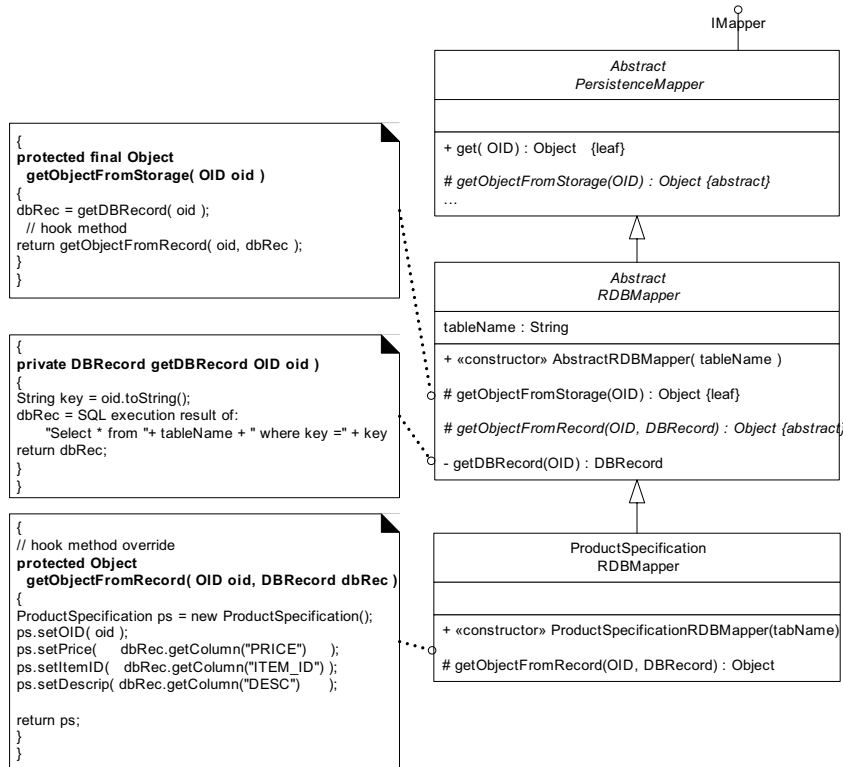 IMapper
Abstract
PersistenceMapper
+ get( OID) : Object {leaf}
# getObjectFromStorage(OID) : Object {abstract}
...
{
protected final Object
getObjectFromStorage( OID oid )
{
dbRec = getDBRecord( oid );
// hook method
return getObjectFromRecord( oid, dbRec );
}
}
Abstract
RDBMapper
tableName : String
+ «constructor» AbstractRDBMapper( tableName )
# getObjectFromStorage(OID) : Object {leaf}
# getObjectFromRecord(OID, DBRecord) : Object {abstract}
- getDBRecord(OID) : DBRecord
{
private DBRecord getDBRecord OID oid )
{
String key = oid.toString();
dbRec = SQL execution result of:
"Select * from "+ tableName + " where key =" + key
return dbRec;
}
}
{
// hook method override
protected Object
getObjectFromRecord( OID oid, DBRecord dbRec )
{
ProductSpecification ps = new ProductSpecification();
ps.setOID( oid );
ps.setPrice( dbRec.getColumn("PRICE") );
ps.setItemID( dbRec.getColumn("ITEM_ID") );
ps.setDescrip( dbRec.getColumn("DESC") );
return ps;
}
}
ProductSpecification
RDBMapper
+ «constructor» ProductSpecificationRDBMapper(tabName)
# getObjectFromRecord(OID, DBRecord) : Object